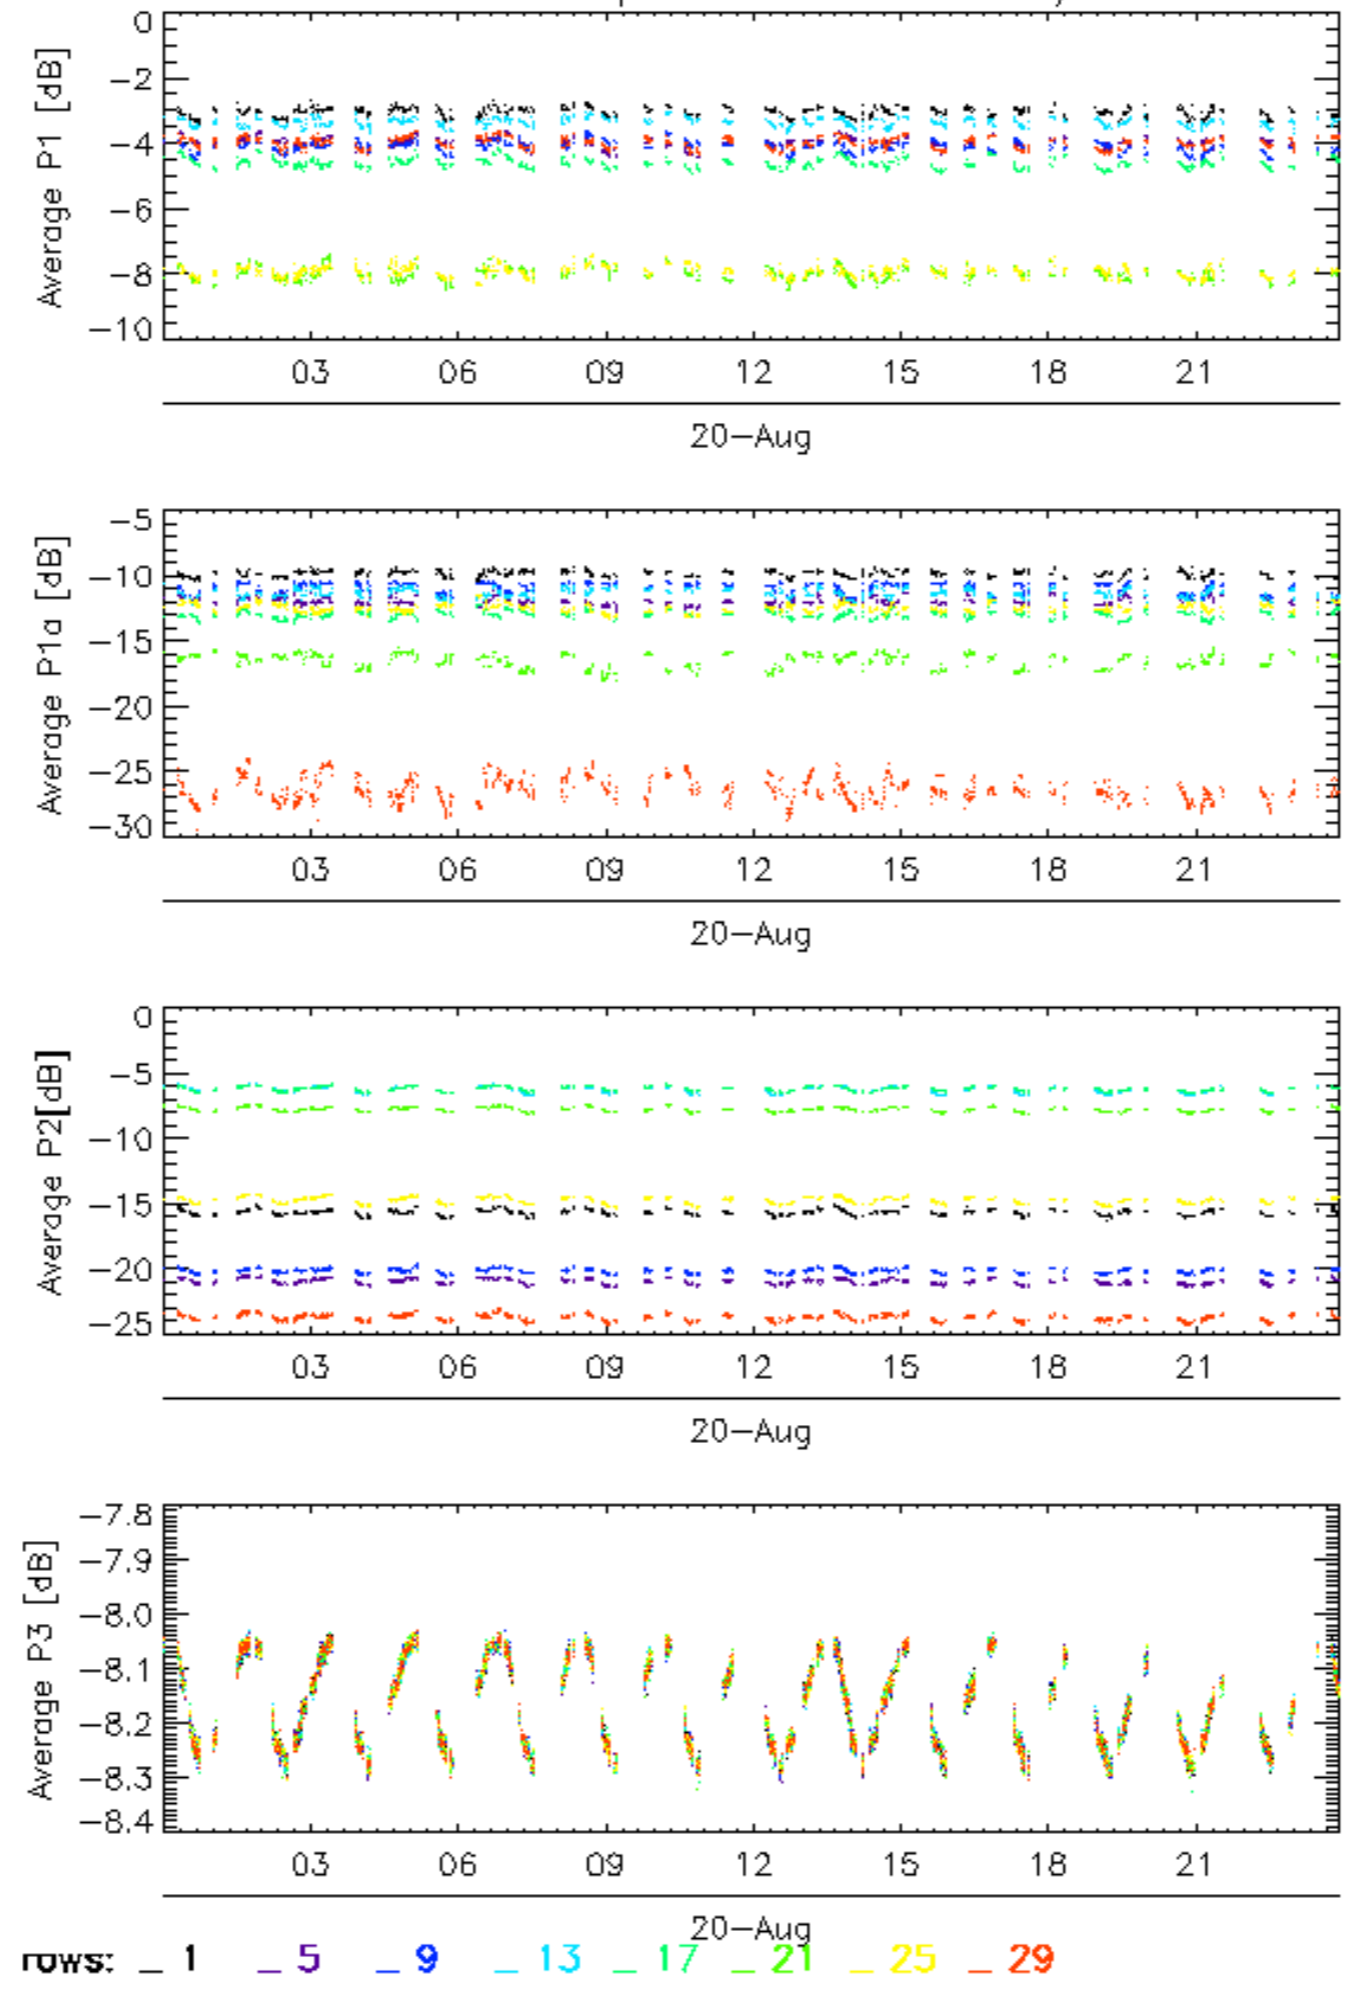 0
−2
−4
−6
−8
−10
Average P1 [dB]
03 06 09 12 15 18 21
20−Aug
−5
−10
−15
−20
−25
−30
Average P1a [dB]
03 06 09 12 15 18 21
20−Aug
0
−5
−10
−15
−20
−25
Average P2[dB]
03 06 09 12 15 18 21
20−Aug
−7.8
−7.9
−8.0
−8.1
−8.2
−8.3
−8.4
Average P3 [dB]
03 06 09 12 15 18 21
20−Aug
rows: _ 1 _ 5 _ 9 _ 13 _ 17 _ 21 _ 25 _ 29